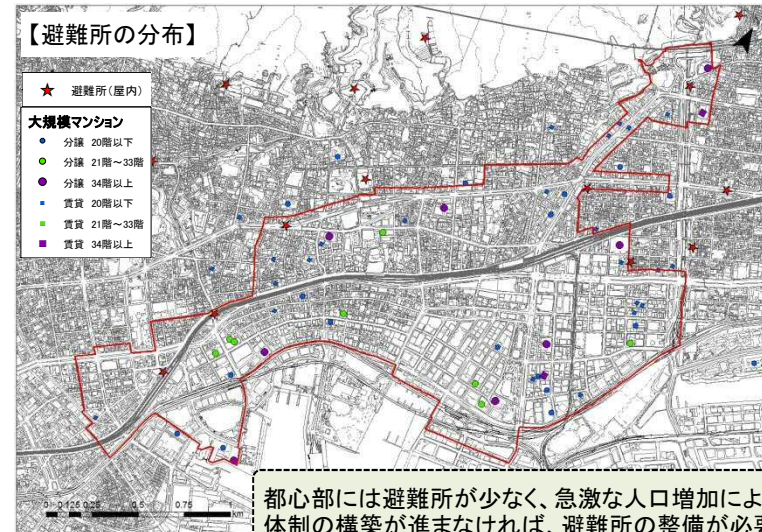 【避難所の分布】
避難所(屋内)
大規模マンション
分譲 20階以下
分譲 21階~33階
分譲 34階以上
賃貸 20階以下
賃貸 21階~33階
賃貸 34階以上
0 0.125 0.25 0.5 0.75 1
km
都心部には避難所が少なく、急激な人口増加によ
体制の構築が進まなければ、避難所の整備が必要